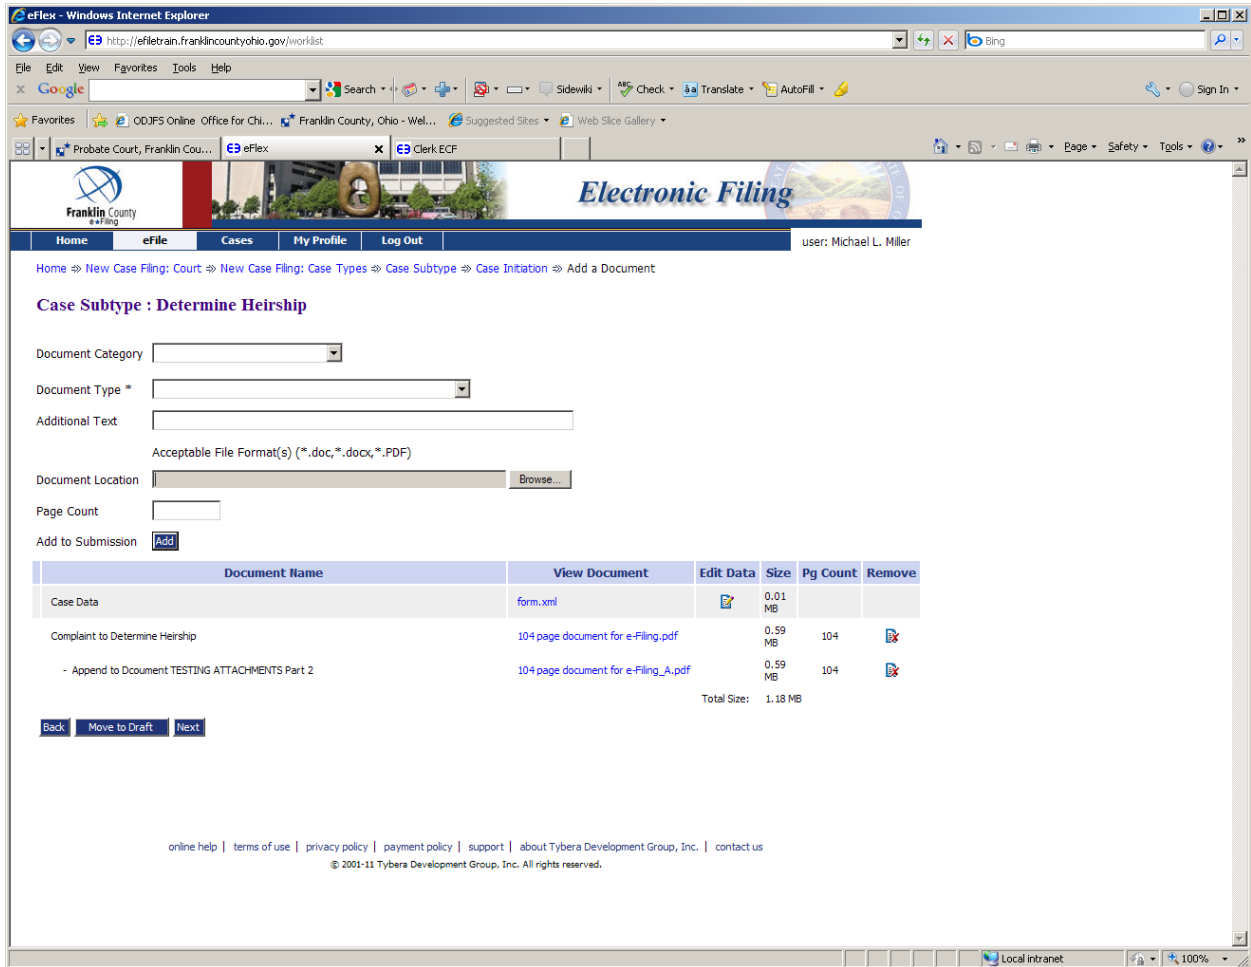 eFlex - Windows Internet Explorer
http://efiletrain.franklincountyohio.gov/worklist
Bing
File Edit View Favorites Tools Help
x Google Search Sidewiki ABC Check Translate AutoFill Sign In
Favorites ODJFS Online Office for Chi... Franklin County, Ohio - Wel... Suggested Sites Web Slice Gallery
Probate Court, Franklin Cou... eFlex X Clerk ECF Page Safety Tools »
Franklin County
e★Filing
Electronic Filing
Home eFile Cases My Profile Log Out user: Michael L. Miller
Home ⇨ New Case Filing: Court ⇨ New Case Filing: Case Types ⇨ Case Subtype ⇨ Case Initiation ⇨ Add a Document
Case Subtype : Determine Heirship
Document Category
Document Type *
Additional Text
Acceptable File Format(s) (*.doc,*.docx,*.PDF)
Document Location Browse...
Page Count
Add to Submission Add
Document Name View Document Edit Data Size Pg Count Remove
Case Data form.xml 0.01 MB
Complaint to Determine Heirship 104 page document for e-Filing.pdf 0.59 MB 104
- Append to Dcoument TESTING ATTACHMENTS Part 2 104 page document for e-Filing_A.pdf 0.59 MB 104
Total Size: 1.18 MB
Back Move to Draft Next
online help | terms of use | privacy policy | payment policy | support | about Tybera Development Group, Inc. | contact us
© 2001-11 Tybera Development Group, Inc. All rights reserved.
Local intranet 100%